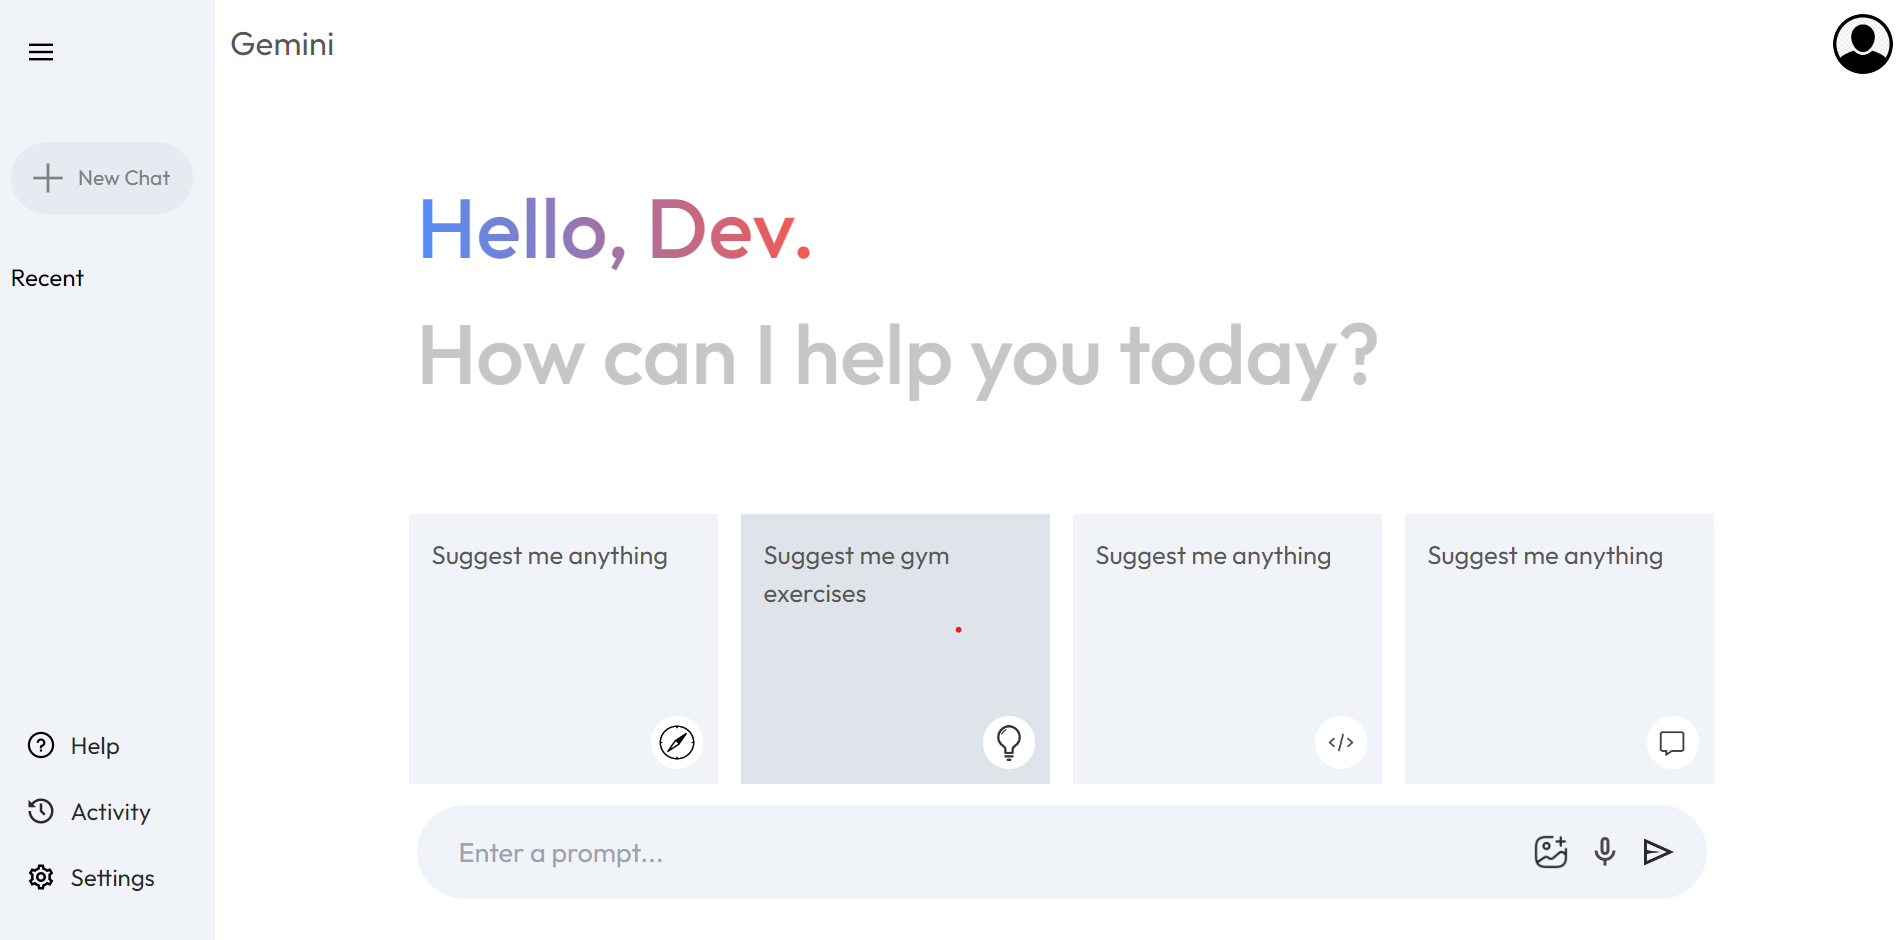 Gemini
New Chat
Recent
Hello, Dev.
How can I help you today?
Suggest me anything
Suggest me gym
exercises
Suggest me anything
Suggest me anything
Enter a prompt...
Help
Activity
Settings